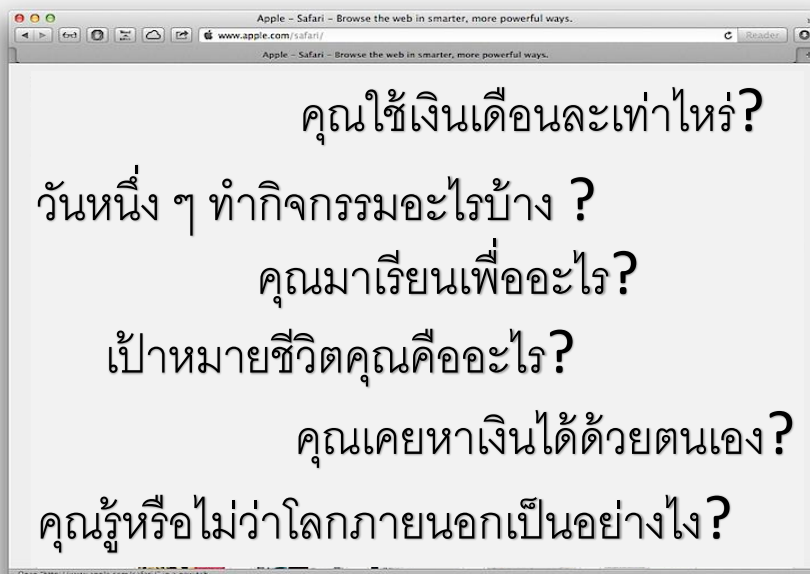 Apple – Safari – Browse the web in smarter, more powerful ways.
www.apple.com/safari/
Reader
Apple – Safari – Browse the web in smarter, more powerful ways.
คุณใช้เงินเดือนละเท่าไหร่?
วันหนึ่ง ๆ ทำกิจกรรมอะไรบ้าง ?
คุณมาเรียนเพื่ออะไร?
เป้าหมายชีวิตคุณคืออะไร?
คุณเคยหาเงินได้ด้วยตนเอง?
คุณรู้หรือไม่ว่าโลกภายนอกเป็นอย่างไง?